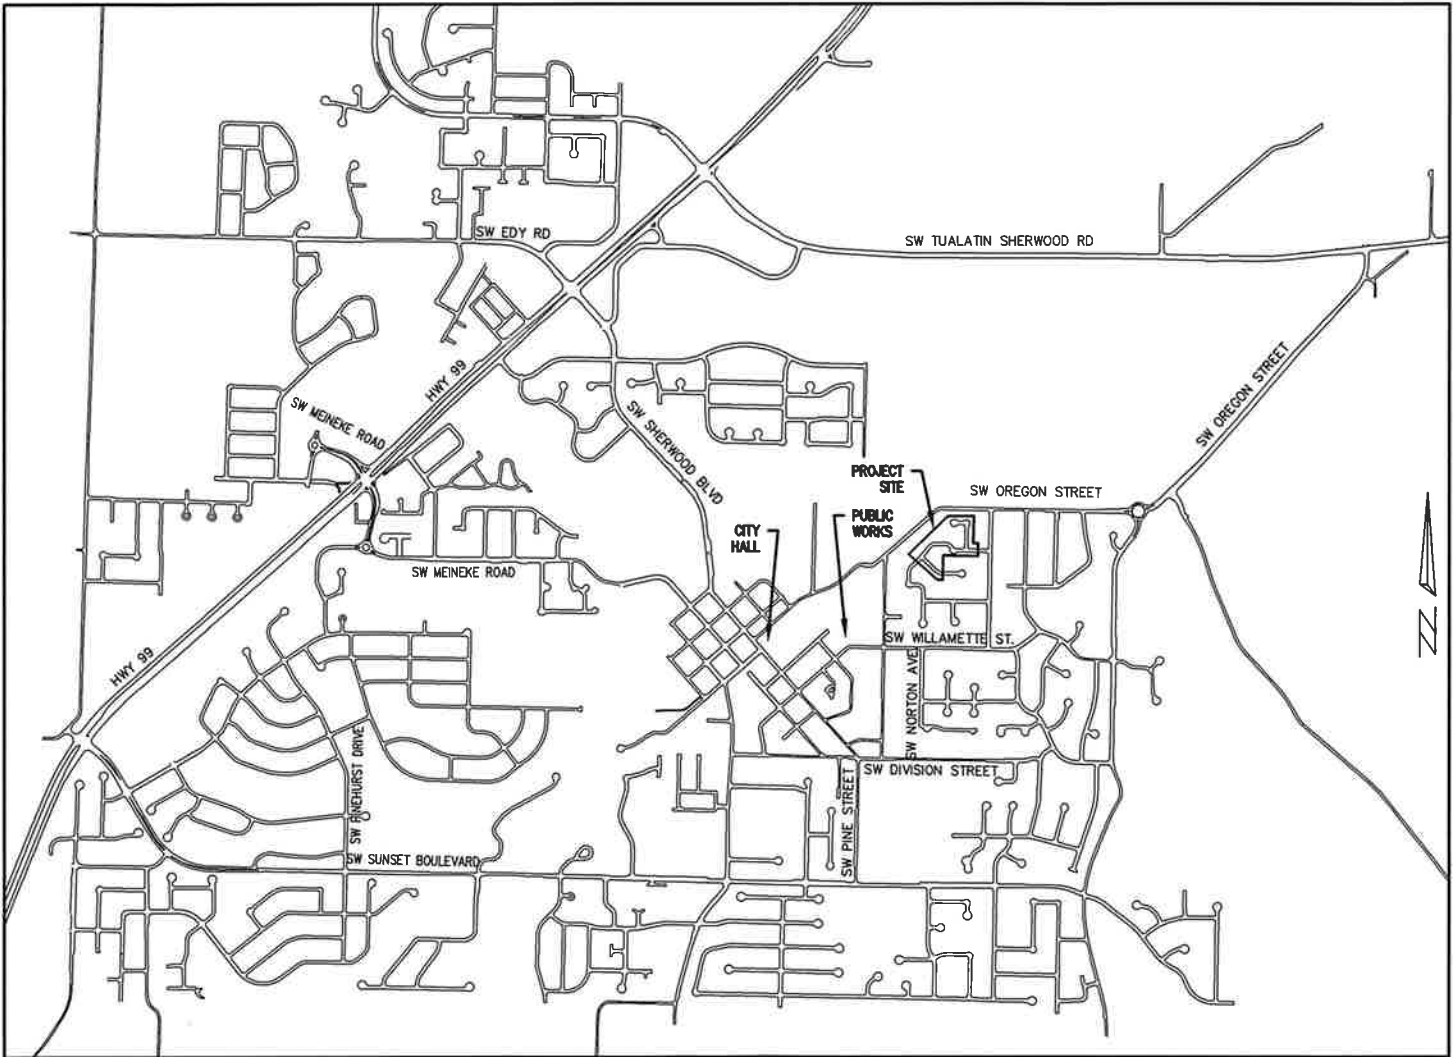 SW EDY RD
SW TUALATIN SHERWOOD RD
HWY 99
SW MEINEKE ROAD
SW SHERWOOD BLVD
SW OREGON STREET
PROJECT
SITE
SW OREGON STREET
PUBLIC
WORKS
CITY
HALL
SW MEINEKE ROAD
SW WILLAMETTE ST.
HWY 99
SW NORTON AVE
SW PINEHURST DRIVE
SW DIVISION STREET
SW PINE STREET
SW SUNSET BOULEVARD
N